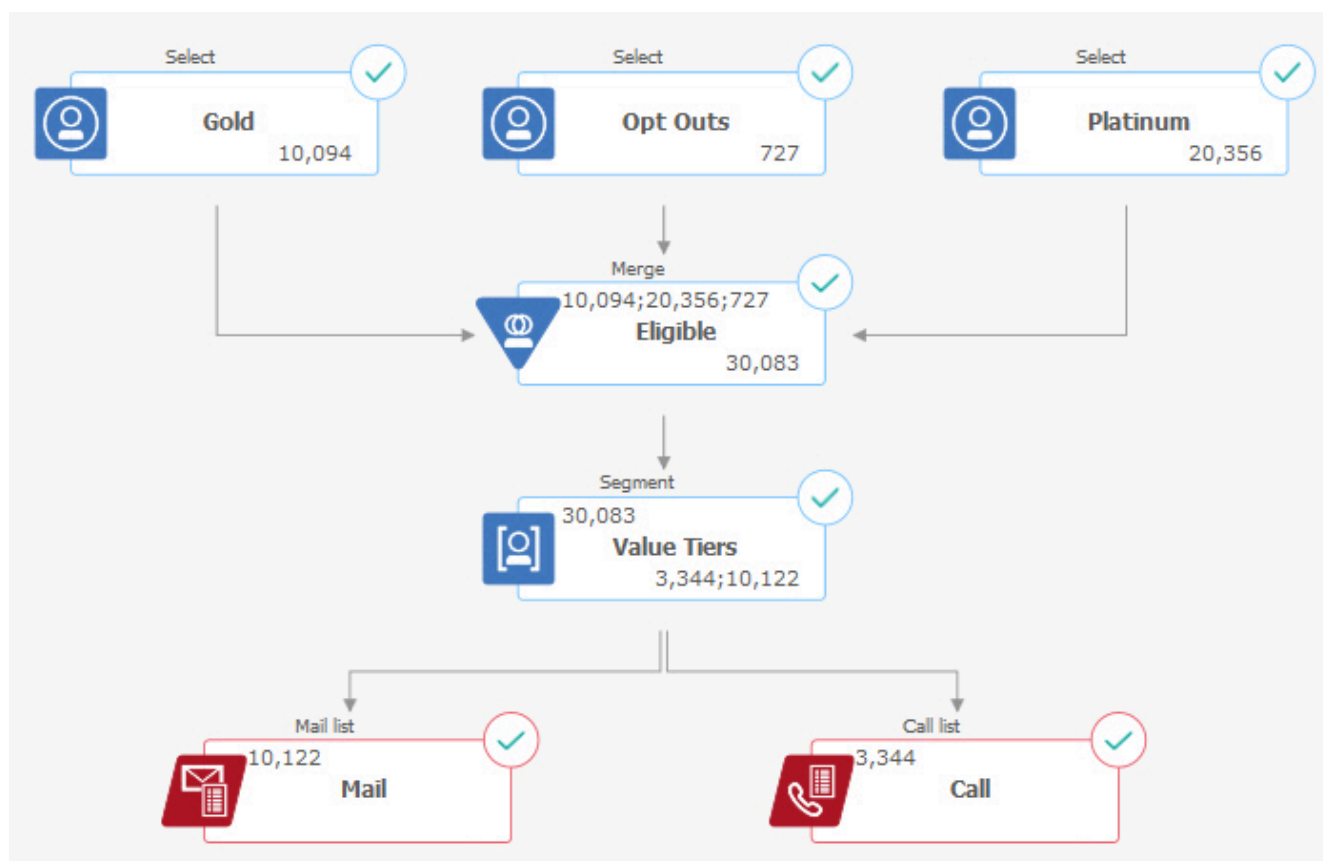 Select
Gold
10,094
Select
Opt Outs
727
Select
Platinum
20,356
Merge
10,094;20,356;727
Eligible
30,083
Segment
30,083
Value Tiers
3,344;10,122
Mail list
10,122
Mail
Call list
3,344
Call